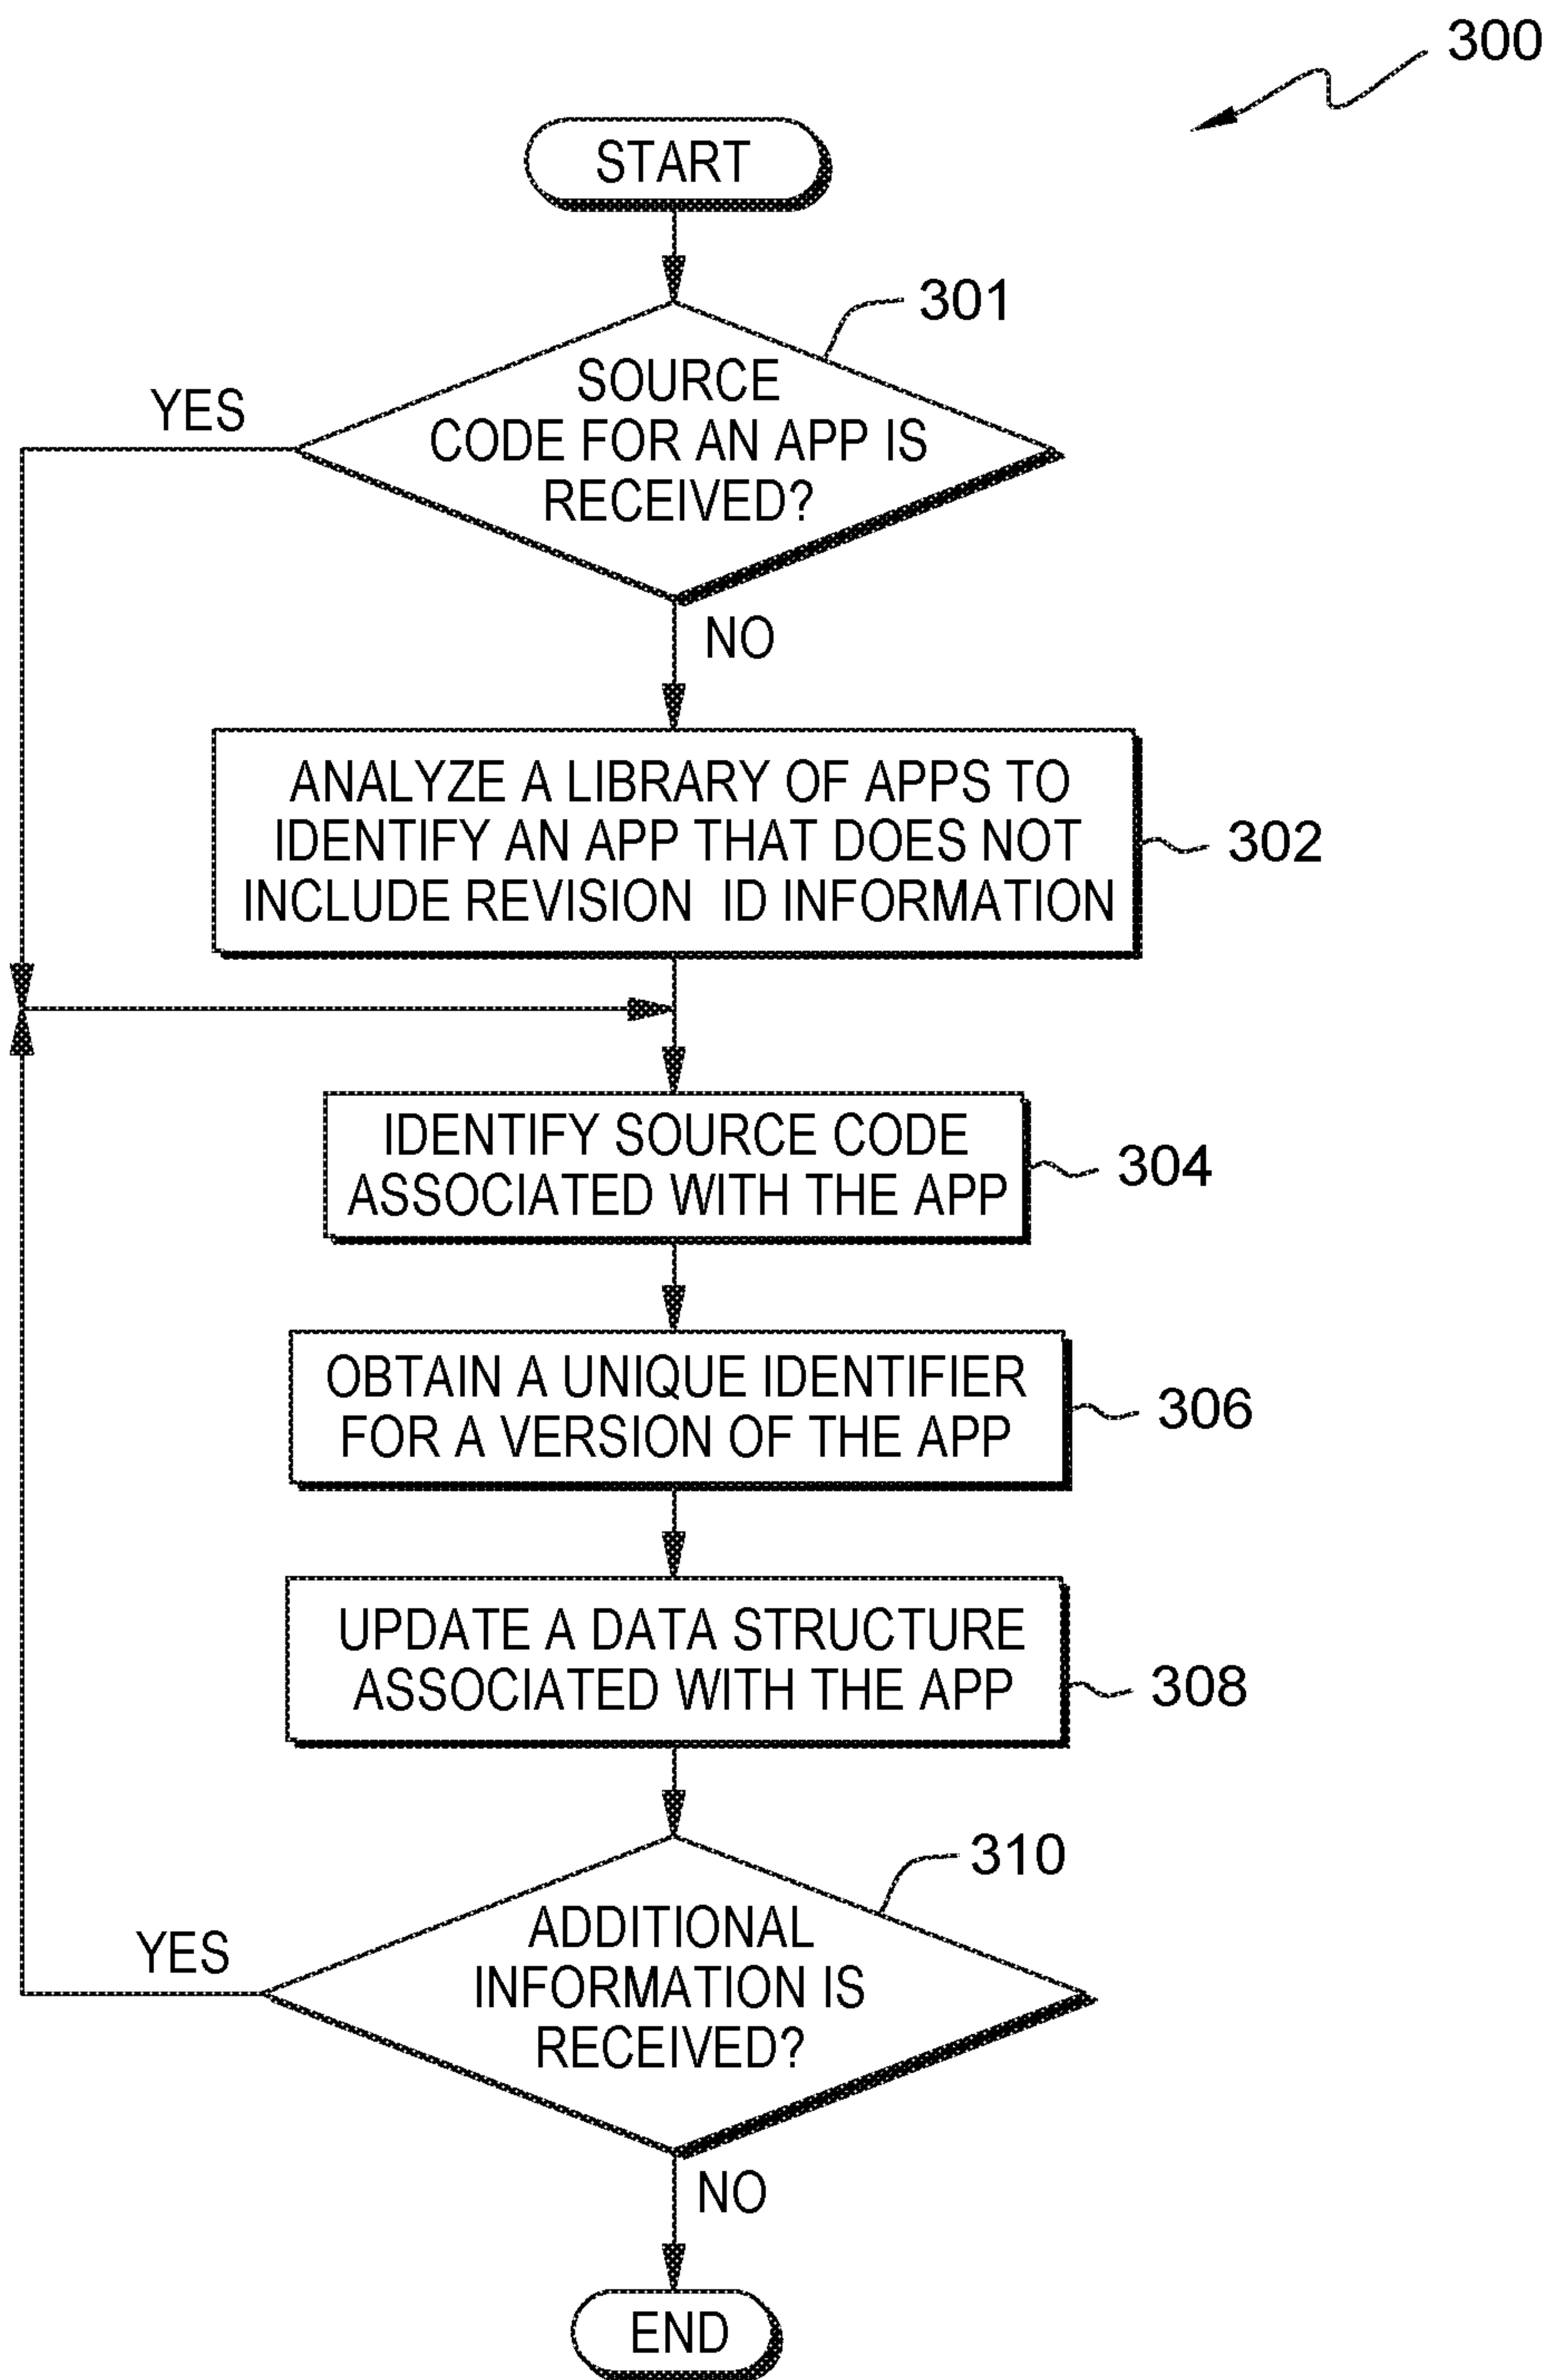 300
START
301
SOURCE
CODE FOR AN APP IS
RECEIVED?
YES
NO
ANALYZE A LIBRARY OF APPS TO
IDENTIFY AN APP THAT DOES NOT
INCLUDE REVISION ID INFORMATION
302
IDENTIFY SOURCE CODE
ASSOCIATED WITH THE APP
304
OBTAIN A UNIQUE IDENTIFIER
FOR A VERSION OF THE APP
306
UPDATE A DATA STRUCTURE
ASSOCIATED WITH THE APP
308
310
ADDITIONAL
INFORMATION IS
RECEIVED?
YES
NO
END